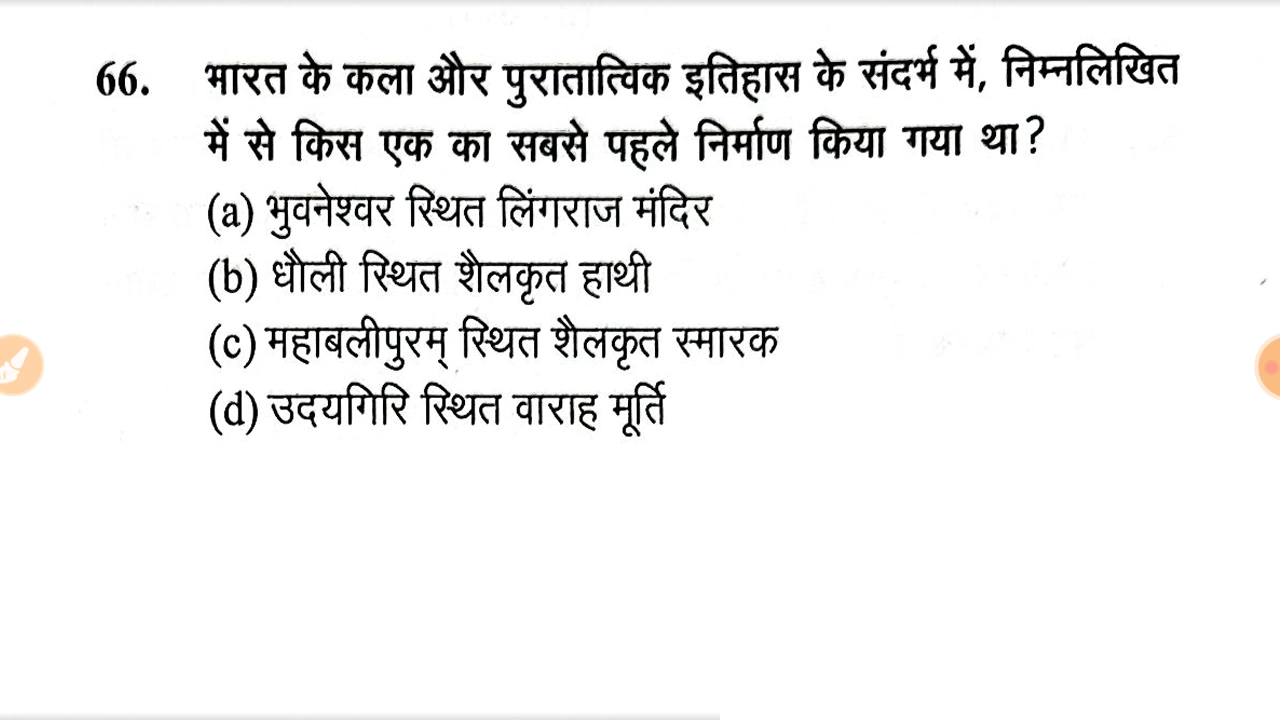 66. भारत के कला और पुरातात्विक इतिहास के संदर्भ में, निम्नलिखित
में से किस एक का सबसे पहले निर्माण किया गया था?
(a) भुवनेश्वर स्थित लिंगराज मंदिर
(b) धौली स्थित शैलकृत हाथी
(c) महाबलीपुरम् स्थित शैलकृत स्मारक
(d) उदयगिरि स्थित वाराह मूर्ति